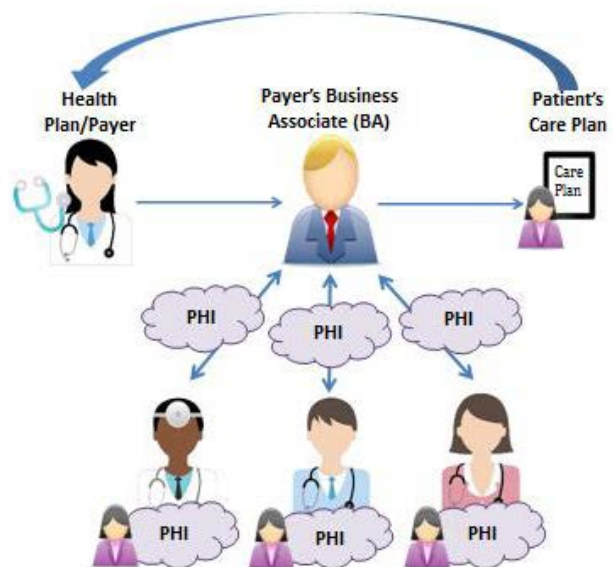 Health
Plan/Payer
Payer's Business
Associate (BA)
Patient's
Care Plan
Care
Plan
PHI
PHI
PHI
PHI
PHI
PHI